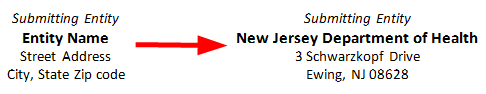 Submitting Entity
Entity Name
Street Address
City, State Zip code
Submitting Entity
New Jersey Department of Health
3 Schwarzkopf Drive
Ewing, NJ 08628